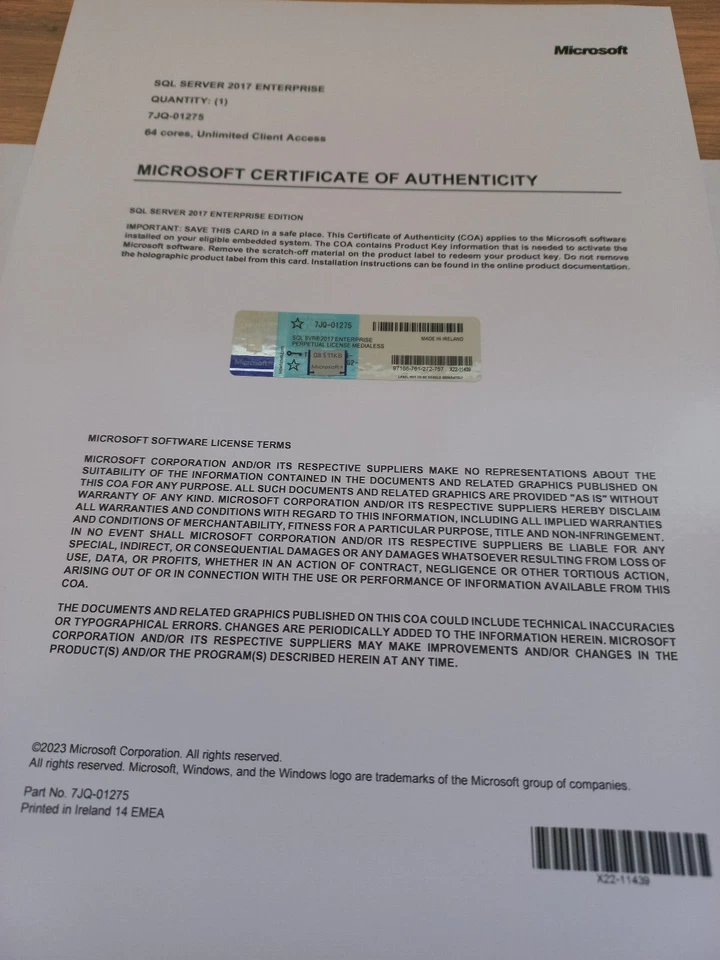 Microsoft
SQL SERVER 2017 ENTERPRISE
QUANTITY: (1)
7JQ-01275
64 cores, Unlimited Client Access
MICROSOFT CERTIFICATE OF AUTHENTICITY
SQL SERVER 2017 ENTERPRISE EDITION
IMPORTANT: SAVE THIS CARD in a safe place. This Certificate of Authenticity (COA) applies to the Microsoft software
installed on your eligible embedded system. The COA contains Product Key Information that is needed to activate the
Microsoft software. Remove the scratch-off material on the product label to redeem your product key. Do not remove
the holographic product label from this card. Installation instructions can be found in the online product documentation.
7JQ-01275
SQL SVR 2017 ENTERPRISE
PERPETUAL LICENSE MEDIALESS
MADE IN IRELAND
Microsoft
Microsoft
X22-11439
MICROSOFT SOFTWARE LICENSE TERMS
MICROSOFT CORPORATION AND/OR ITS RESPECTIVE SUPPLIERS MAKE NO REPRESENTATIONS ABOUT THE
SUITABILITY OF THE INFORMATION CONTAINED IN THE DOCUMENTS AND RELATED GRAPHICS PUBLISHED ON
THIS COA FOR ANY PURPOSE. ALL SUCH DOCUMENTS AND RELATED GRAPHICS ARE PROVIDED "AS IS" WITHOUT
WARRANTY OF ANY KIND. MICROSOFT CORPORATION AND/OR ITS RESPECTIVE SUPPLIERS HEREBY DISCLAIM
ALL WARRANTIES AND CONDITIONS WITH REGARD TO THIS INFORMATION, INCLUDING ALL IMPLIED WARRANTIES
AND CONDITIONS OF MERCHANTABILITY, FITNESS FOR A PARTICULAR PURPOSE, TITLE AND NON-INFRINGEMENT.
IN NO EVENT SHALL MICROSOFT CORPORATION AND/OR ITS RESPECTIVE SUPPLIERS BE LIABLE FOR ANY
SPECIAL, INDIRECT, OR CONSEQUENTIAL DAMAGES OR ANY DAMAGES WHATSOEVER RESULTING FROM LOSS OF
USE, DATA, OR PROFITS, WHETHER IN AN ACTION OF CONTRACT, NEGLIGENCE OR OTHER TORTIOUS ACTION,
ARISING OUT OF OR IN CONNECTION WITH THE USE OR PERFORMANCE OF INFORMATION AVAILABLE FROM THIS
COA.
THE DOCUMENTS AND RELATED GRAPHICS PUBLISHED ON THIS COA COULD INCLUDE TECHNICAL INACCURACIES
OR TYPOGRAPHICAL ERRORS. CHANGES ARE PERIODICALLY ADDED TO THE INFORMATION HEREIN. MICROSOFT
CORPORATION AND/OR ITS RESPECTIVE SUPPLIERS MAY MAKE IMPROVEMENTS AND/OR CHANGES IN THE
PRODUCT(S) AND/OR THE PROGRAM(S) DESCRIBED HEREIN AT ANY TIME.
©2023 Microsoft Corporation. All rights reserved.
All rights reserved. Microsoft, Windows, and the Windows logo are trademarks of the Microsoft group of companies.
Part No. 7JQ-01275
Printed in Ireland 14 EMEA
X22-11439